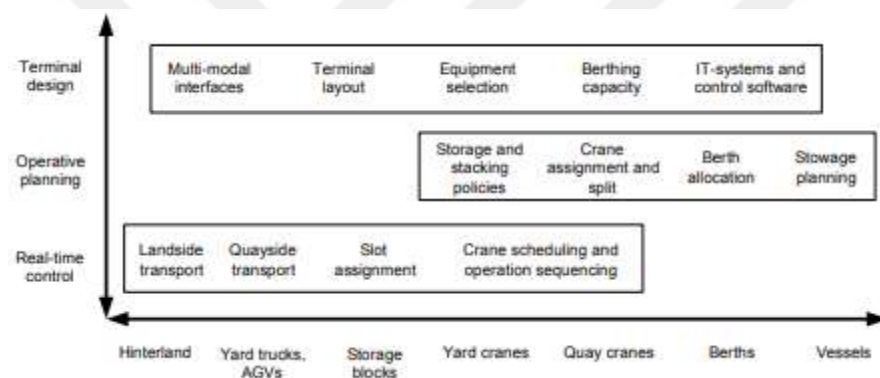 Terminal
design
Multi-modal
interfaces
Terminal
layout
Equipment
selection
Berthing
capacity
IT-systems and
control software
Operative
planning
Storage and
stacking
policies
Crane
assignment and
split
Berth
allocation
Stowage
planning
Real-time
control
Landside
transport
Quayside
transport
Slot
assignment
Crane scheduling and
operation sequencing
Hinterland
Yard trucks,
AGVs
Storage
blocks
Yard cranes
Quay cranes
Berths
Vessels